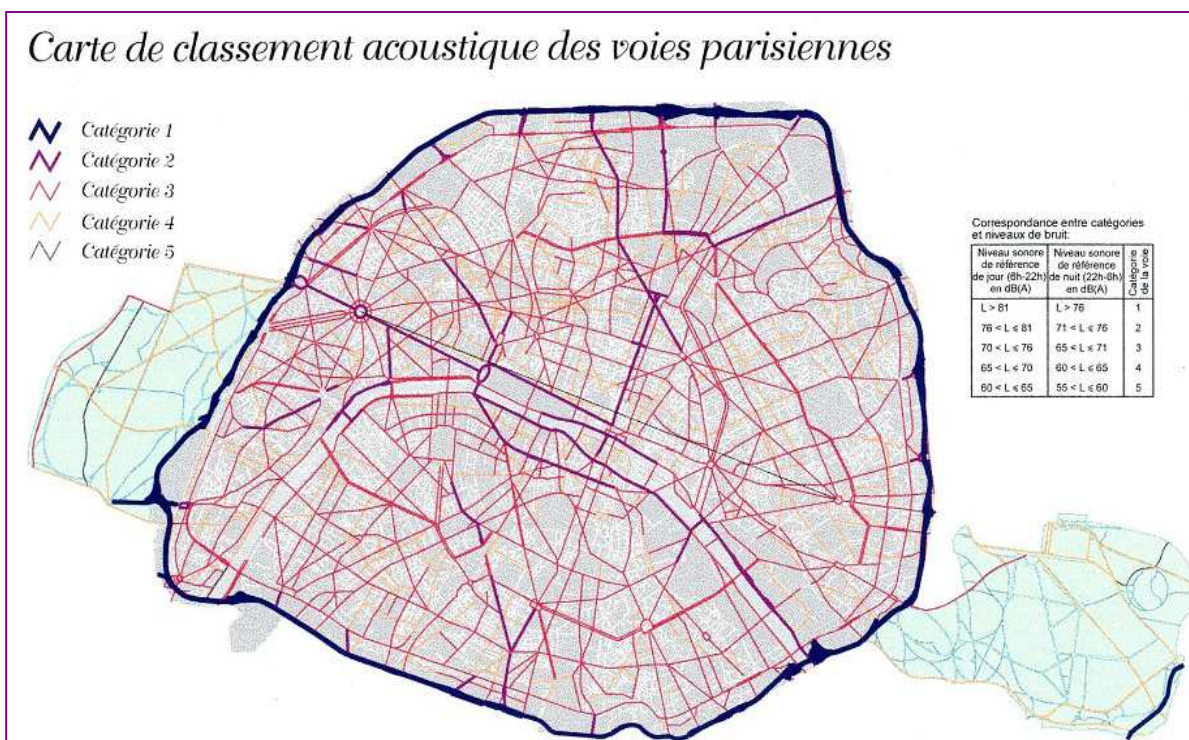 Carte de classement acoustique des voies parisiennes
Catégorie 1
Catégorie 2
Catégorie 3
Catégorie 4
Catégorie 5
Correspondance entre catégories
et niveaux de bruit:
Niveau sonore
de référence
de jour (6h-22h)
en dB(A)
Niveau sonore
de référence
de nuit (22h-6h)
en dB(A)
Catégorie
de la voie
L > 81 L > 76 1
76 < L ⩽ 81 71 < L ⩽ 76 2
70 < L ⩽ 76 65 < L ⩽ 71 3
65 < L ⩽ 70 60 < L ⩽ 65 4
60 < L ⩽ 65 55 < L ⩽ 60 5